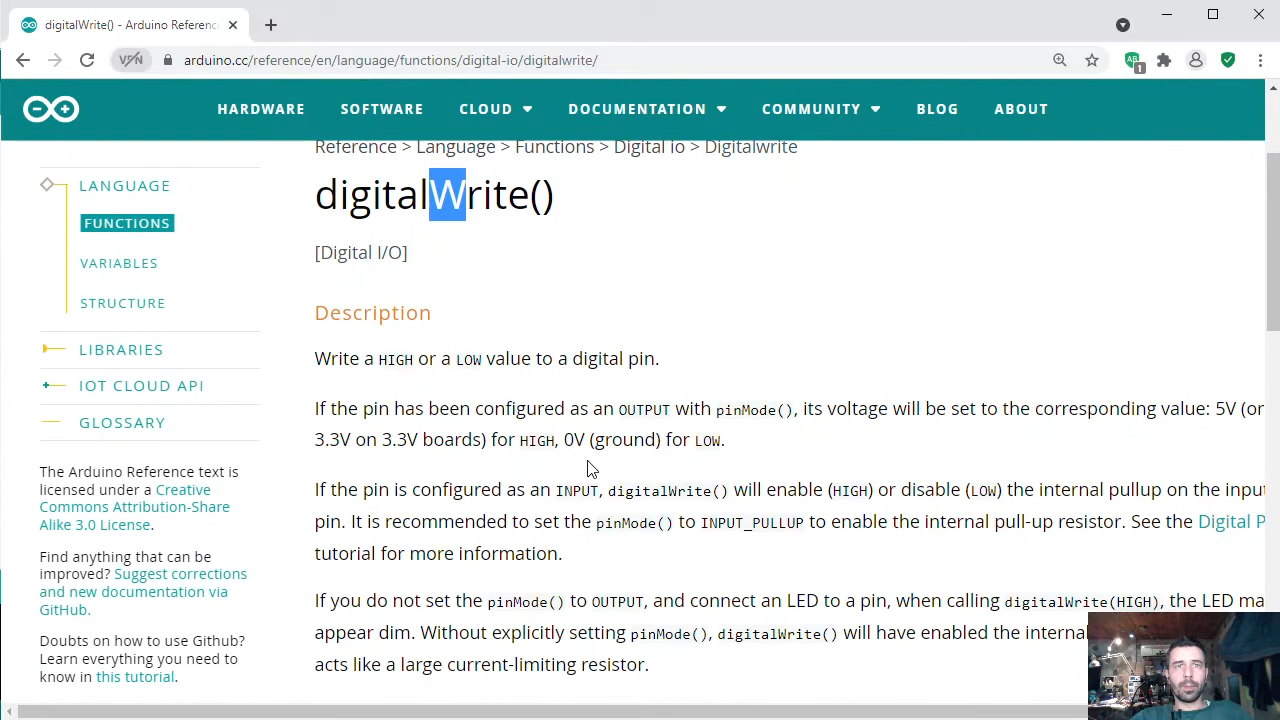 digitalWrite() - Arduino Reference
VPN
arduino.cc/reference/en/language/functions/digital-io/digitalwrite/
1
HARDWARE SOFTWARE CLOUD DOCUMENTATION COMMUNITY BLOG ABOUT
Reference > Language > Functions > Digital io > Digitalwrite
digitalWrite()
[Digital I/O]
Description
Write a HIGH or a LOW value to a digital pin.
If the pin has been configured as an OUTPUT with pinMode(), its voltage will be set to the corresponding value: 5V (or
3.3V on 3.3V boards) for HIGH, 0V (ground) for LOW.
If the pin is configured as an INPUT, digitalWrite() will enable (HIGH) or disable (LOW) the internal pullup on the input
pin. It is recommended to set the pinMode() to INPUT_PULLUP to enable the internal pull-up resistor. See the Digital P
tutorial for more information.
If you do not set the pinMode() to OUTPUT, and connect an LED to a pin, when calling digitalWrite(HIGH), the LED ma
appear dim. Without explicitly setting pinMode(), digitalWrite() will have enabled the internal
acts like a large current-limiting resistor.
LANGUAGE
FUNCTIONS
VARIABLES
STRUCTURE
LIBRARIES
IOT CLOUD API
GLOSSARY
The Arduino Reference text is
licensed under a Creative
Commons Attribution-Share
Alike 3.0 License.
Find anything that can be
improved? Suggest corrections
and new documentation via
GitHub.
Doubts on how to use Github?
Learn everything you need to
know in this tutorial.